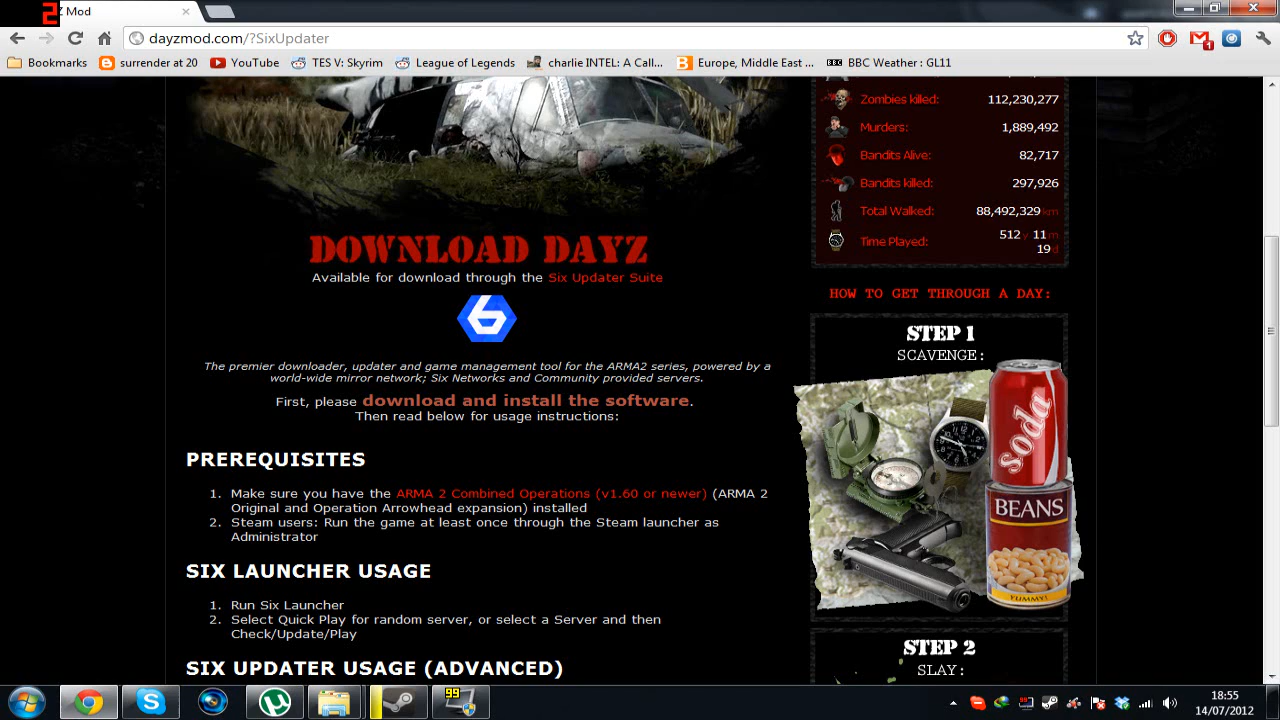 2
Z Mod
dayzmod.com/?SixUpdater
1
Bookmarks
surrender at 20
YouTube
TES V: Skyrim
League of Legends
charlie INTEL: A Call...
Europe, Middle East ...
BBC
BBC Weather : GL11
Zombies killed: 112,230,277
Murders: 1,889,492
Bandits Alive: 82,717
Bandits killed: 297,926
Total Walked: 88,492,329 km
Time Played: 512 y 11 m
19 d
DOWNLOAD DAYZ
Available for download through the Six Updater Suite
6
The premier downloader, updater and game management tool for the ARMA2 series, powered by a
world-wide mirror network; Six Networks and Community provided servers.
First, please download and install the software.
Then read below for usage instructions:
PREREQUISITES
1. Make sure you have the ARMA 2 Combined Operations (v1.60 or newer) (ARMA 2
Original and Operation Arrowhead expansion) installed
2. Steam users: Run the game at least once through the Steam launcher as
Administrator
SIX LAUNCHER USAGE
1. Run Six Launcher
2. Select Quick Play for random server, or select a Server and then
Check/Update/Play
SIX UPDATER USAGE (ADVANCED)
HOW TO GET THROUGH A DAY:
STEP 1
SCAVENGE:
soda
BEANS
YUMMY!
STEP 2
SLAY:
99
18:55
14/07/2012